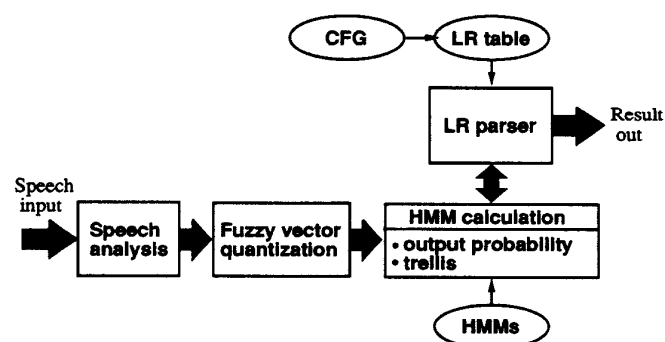 CFG
LR table
LR parser
Result
out
Speech
input
Speech
analysis
Fuzzy vector
quantization
HMM calculation
• output probability
• trellis
HMMs